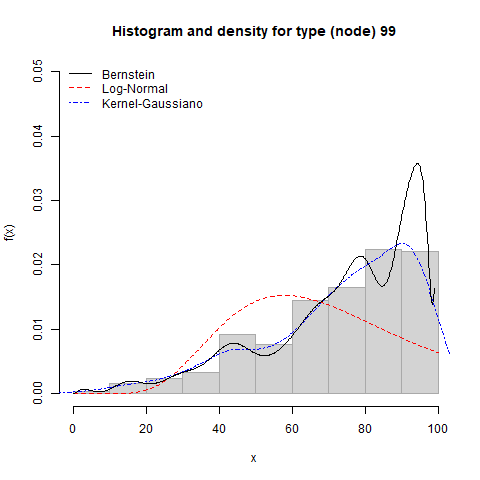 Histogram and density for type (node) 99
Bernstein
Log-Normal
Kernel-Gaussiano
f(x)
0.05
0.04
0.03
0.02
0.01
0.00
0 20 40 60 80 100
x